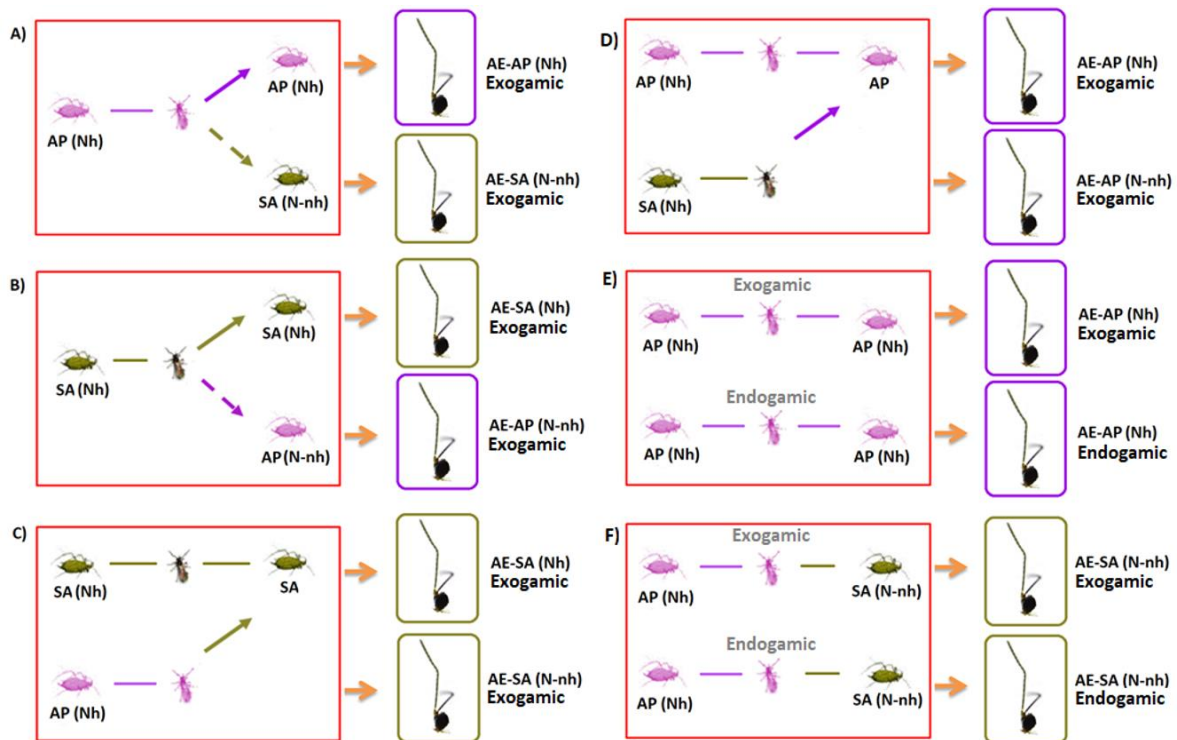 A)
AP (Nh)
AP (Nh)
SA (N-nh)
AE-AP (Nh)
Exogamic
AE-SA (N-nh)
Exogamic
B)
SA (Nh)
SA (Nh)
AP (N-nh)
AE-SA (Nh)
Exogamic
AE-AP (N-nh)
Exogamic
C)
SA (Nh)
SA
AP (Nh)
AE-SA (Nh)
Exogamic
AE-SA (N-nh)
Exogamic
D)
AP (Nh)
AP
SA (Nh)
AE-AP (Nh)
Exogamic
AE-AP (N-nh)
Exogamic
E)
Exogamic
AP (Nh)
AP (Nh)
Endogamic
AP (Nh)
AP (Nh)
AE-AP (Nh)
Exogamic
AE-AP (Nh)
Endogamic
F)
Exogamic
AP (Nh)
SA (N-nh)
Endogamic
AP (Nh)
SA (N-nh)
AE-SA (N-nh)
Exogamic
AE-SA (N-nh)
Endogamic